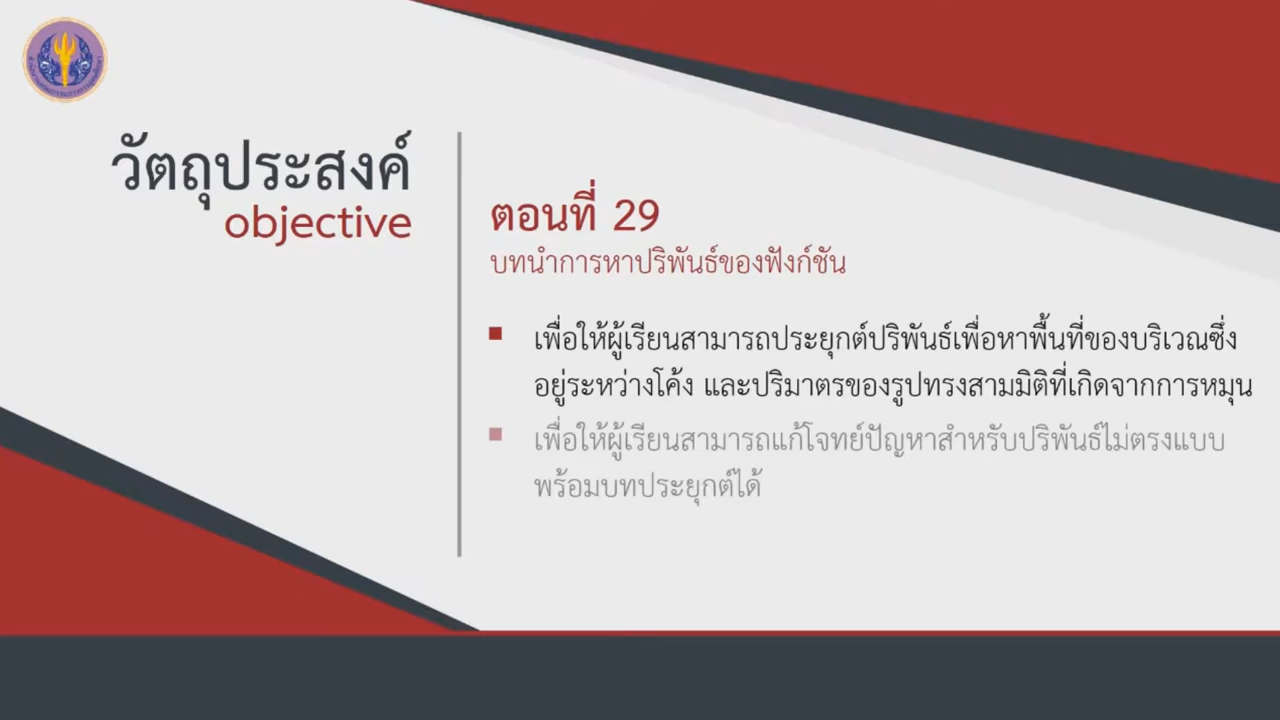 วัตถุประสงค์
objective
ตอนที่ 29
บทนำการหาปริพันธ์ของฟังก์ชัน
เพื่อให้ผู้เรียนสามารถประยุกต์ปริพันธ์เพื่อหาพื้นที่ของบริเวณซึ่ง
อยู่ระหว่างโค้ง และปริมาตรของรูปทรงสามมิติที่เกิดจากการหมุน
เพื่อให้ผู้เรียนสามารถแก้โจทย์ปัญหาสำหรับปริพันธ์ไม่ตรงแบบ
พร้อมบทประยุกต์ได้